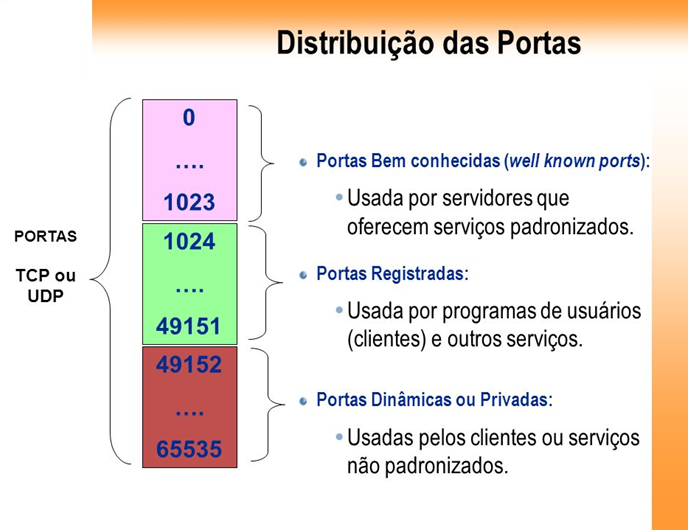 Distribuição das Portas
PORTAS
TCP ou
UDP
0
....
1023
1024
....
49151
49152
....
65535
Portas Bem conhecidas (well known ports):
•Usada por servidores que
oferecem serviços padronizados.
Portas Registradas:
•Usada por programas de usuários
(clientes) e outros serviços.
Portas Dinâmicas ou Privadas:
•Usadas pelos clientes ou serviços
não padronizados.